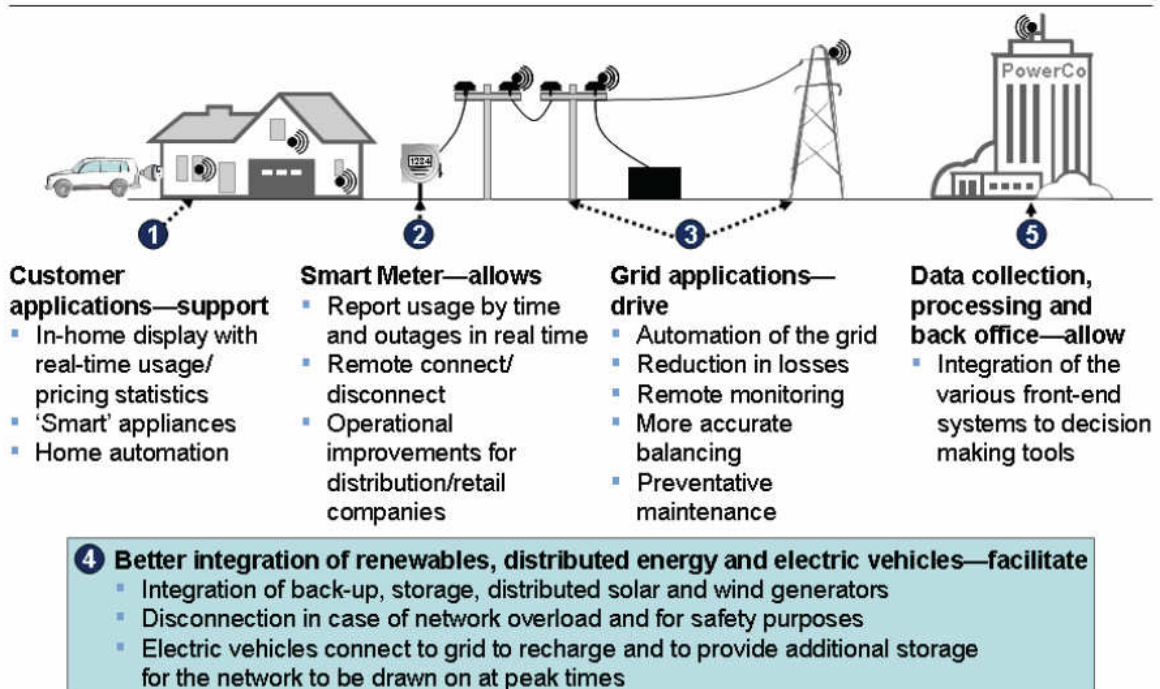 PowerCo
1224
1
2
3
5
Customer
applications—support
▪ In-home display with
real-time usage/
pricing statistics
▪ ‘Smart’ appliances
▪ Home automation
Smart Meter—allows
▪ Report usage by time
and outages in real time
▪ Remote connect/
disconnect
▪ Operational
improvements for
distribution/retail
companies
Grid applications—
drive
▪ Automation of the grid
▪ Reduction in losses
▪ Remote monitoring
▪ More accurate
balancing
▪ Preventative
maintenance
Data collection,
processing and
back office—allow
▪ Integration of the
various front-end
systems to decision
making tools
4 Better integration of renewables, distributed energy and electric vehicles—facilitate
▪ Integration of back-up, storage, distributed solar and wind generators
▪ Disconnection in case of network overload and for safety purposes
▪ Electric vehicles connect to grid to recharge and to provide additional storage
for the network to be drawn on at peak times